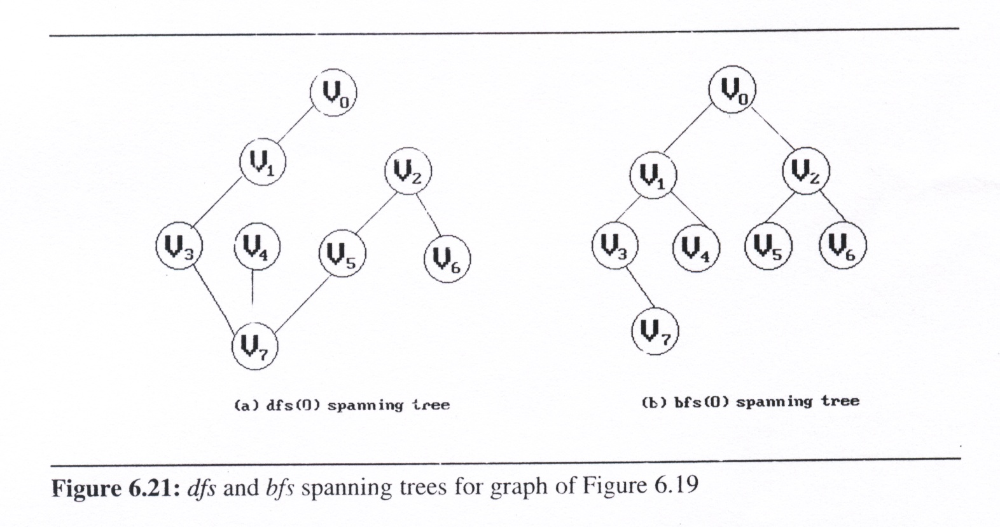 V0
V1
V2
V3
V4
V5
V6
V7
(a) dfs(0) spanning tree
V0
V1
V2
V3
V4
V5
V6
V7
(b) bfs(0) spanning tree
Figure 6.21: dfs and bfs spanning trees for graph of Figure 6.19